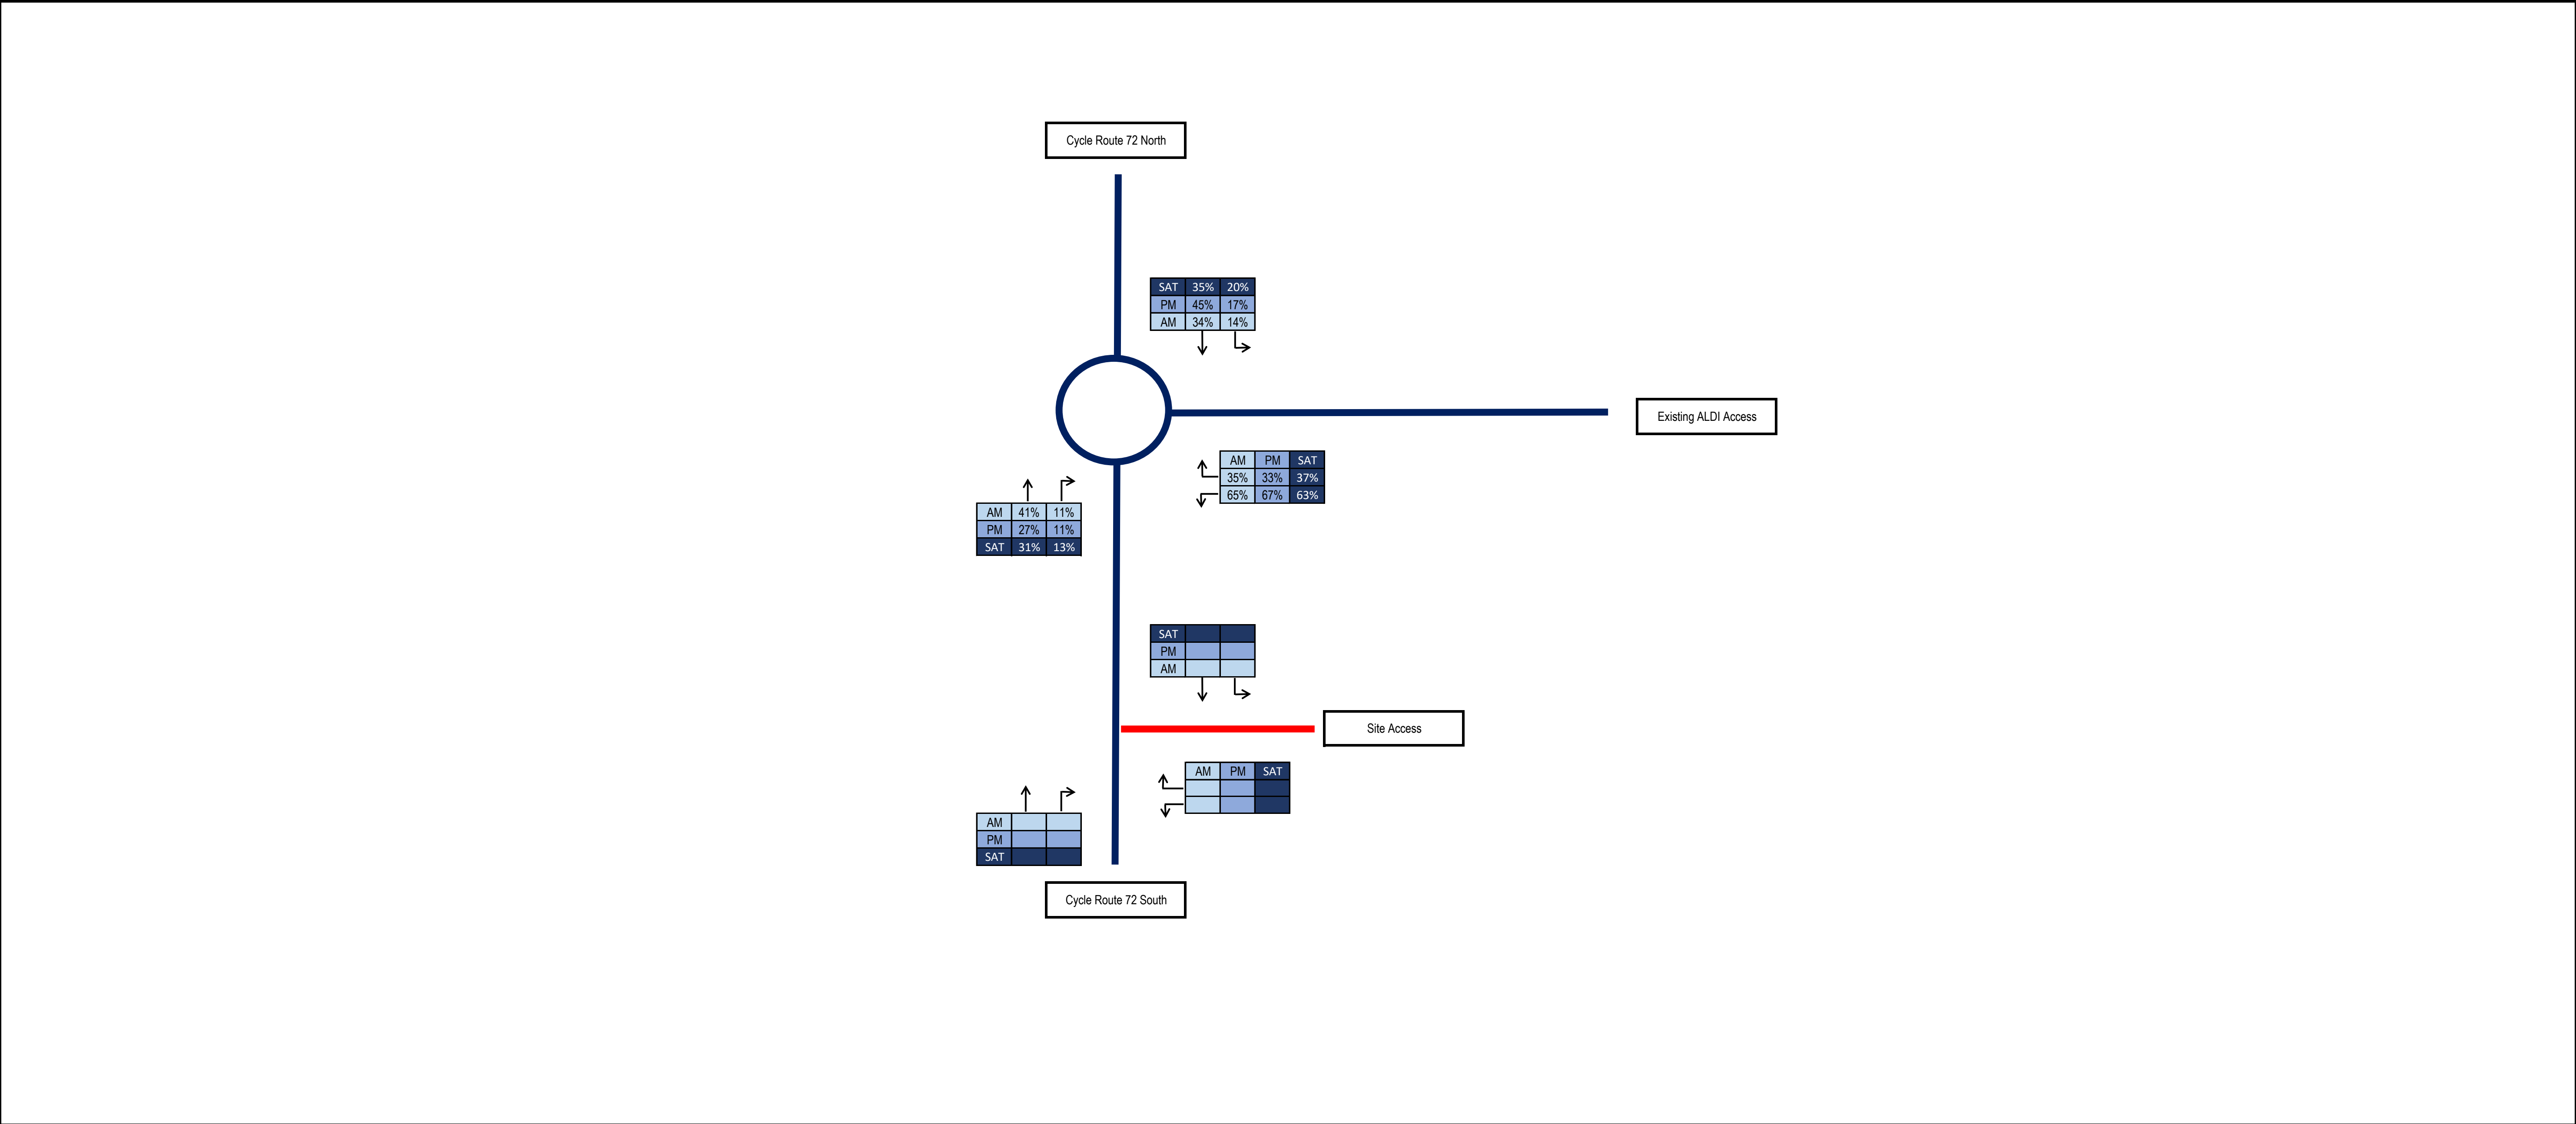 Cycle Route 72 North
SAT 35% 20%
PM 45% 17%
AM 34% 14%
Existing ALDI Access
AM PM SAT
35% 33% 37%
65% 67% 63%
AM 41% 11%
PM 27% 11%
SAT 31% 13%
SAT
PM
AM
Site Access
AM PM SAT
AM
PM
SAT
Cycle Route 72 South